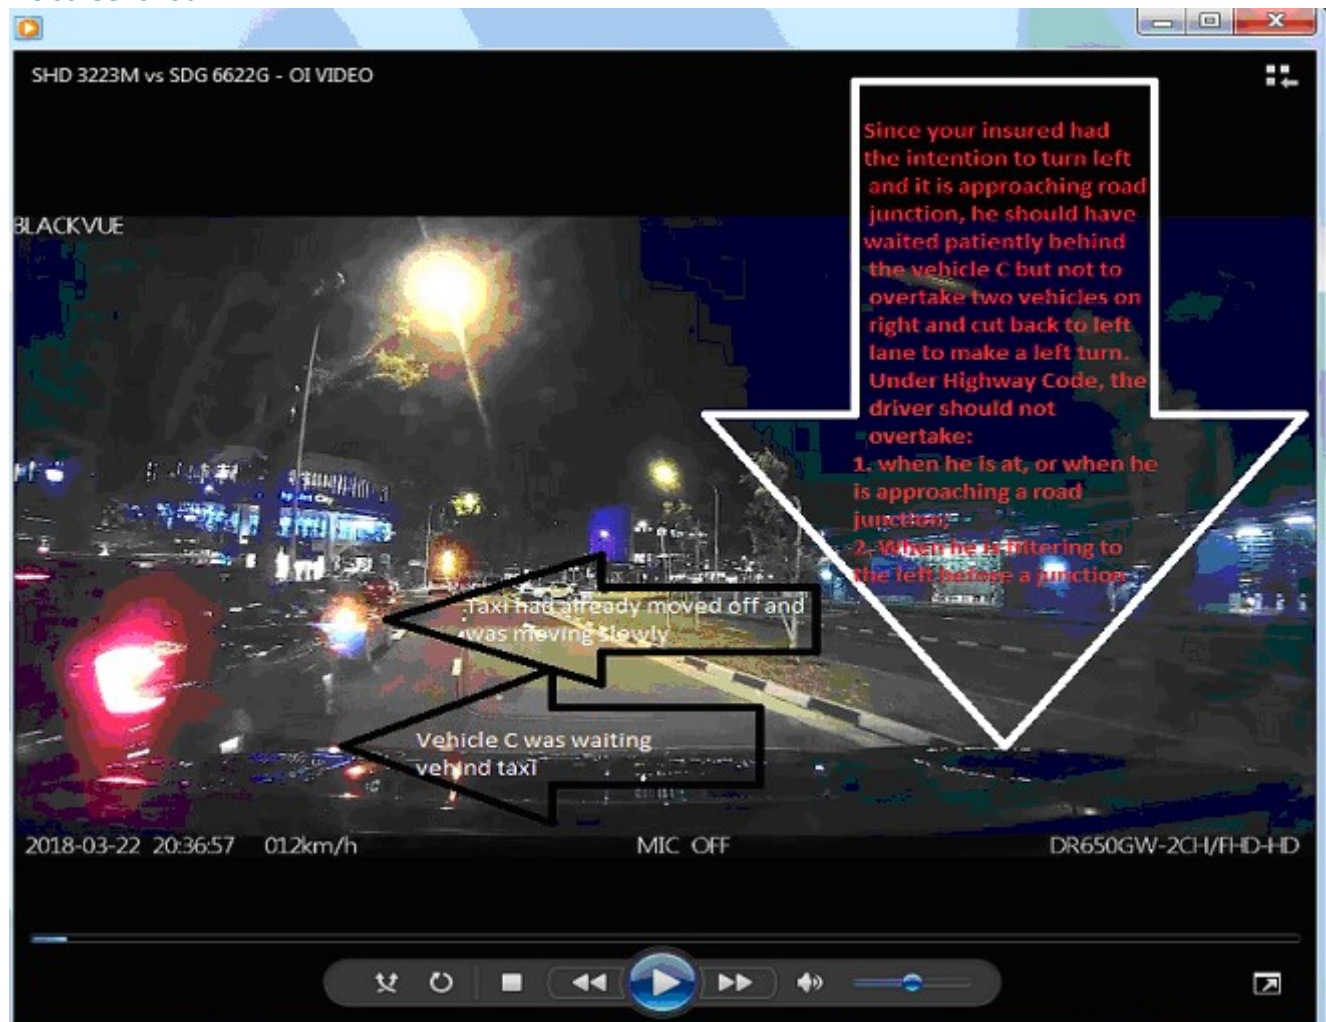 SHD 3223M vs SDG 6622G - OI VIDEO
Since your insured had
the intention to turn left
and it is approaching road
junction, he should have
waited patiently behind
the vehicle C but not to
overtake two vehicles on
right and cut back to left
lane to make a left turn.
Under Highway Code, the
driver should not
overtake:
1. when he is at, or when he
is approaching a road
junction;
2. When he is filtering to
the left before a junction
BLACKVUE
Taxi had already moved off and
was moving slowly
Vehicle C was waiting
vehind taxi
2018-03-22 20:36:57 012km/h MIC OFF DR650GW-2CH/FHD-HD